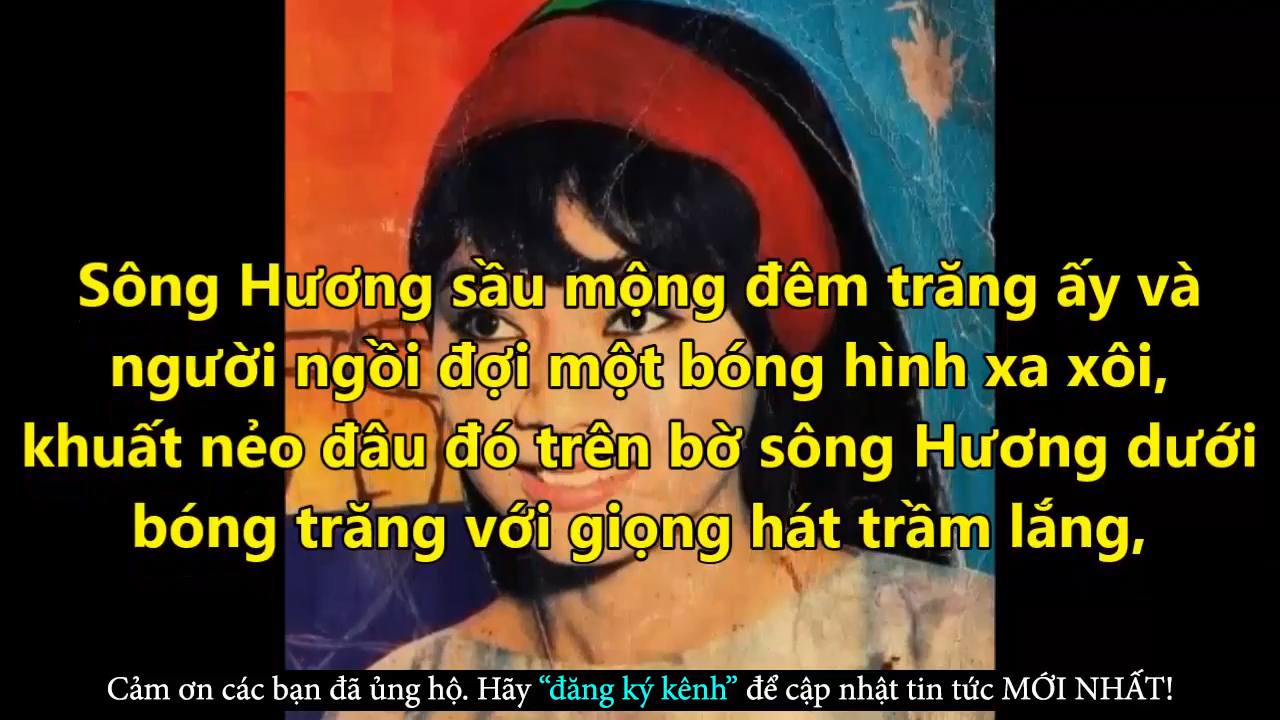 Sông Hương sầu mộng đêm trăng ấy và
người ngồi đợi một bóng hình xa xôi,
khuất nẻo đâu đó trên bờ sông Hương dưới
bóng trăng với giọng hát trầm lắng,
Cảm ơn các bạn đã ủng hộ. Hãy “đăng ký kênh” để cập nhật tin tức MỚI NHẤT!